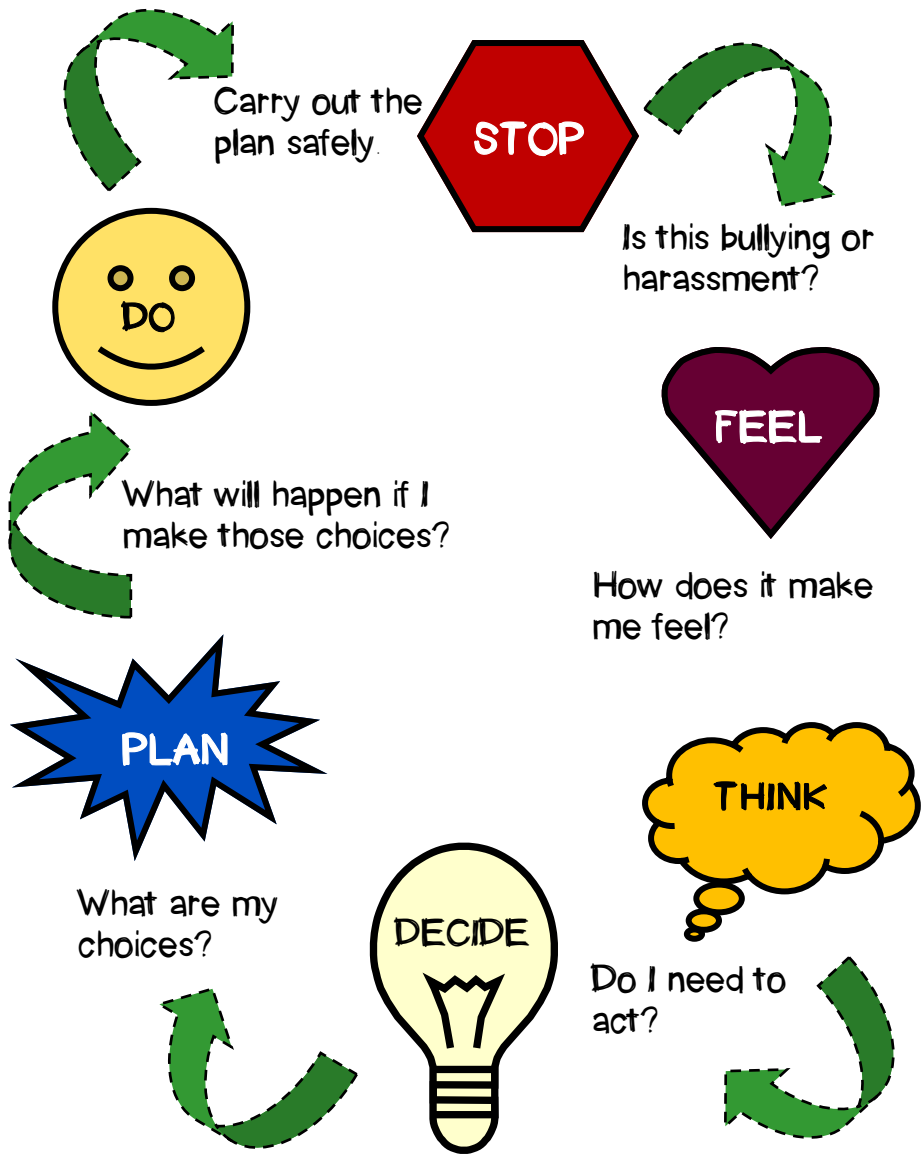 STOP
Is this bullying or
harassment?
FEEL
How does it make
me feel?
THINK
Do I need to
act?
DECIDE
What are my
choices?
PLAN
What will happen if I
make those choices?
DO
Carry out the
plan safely.